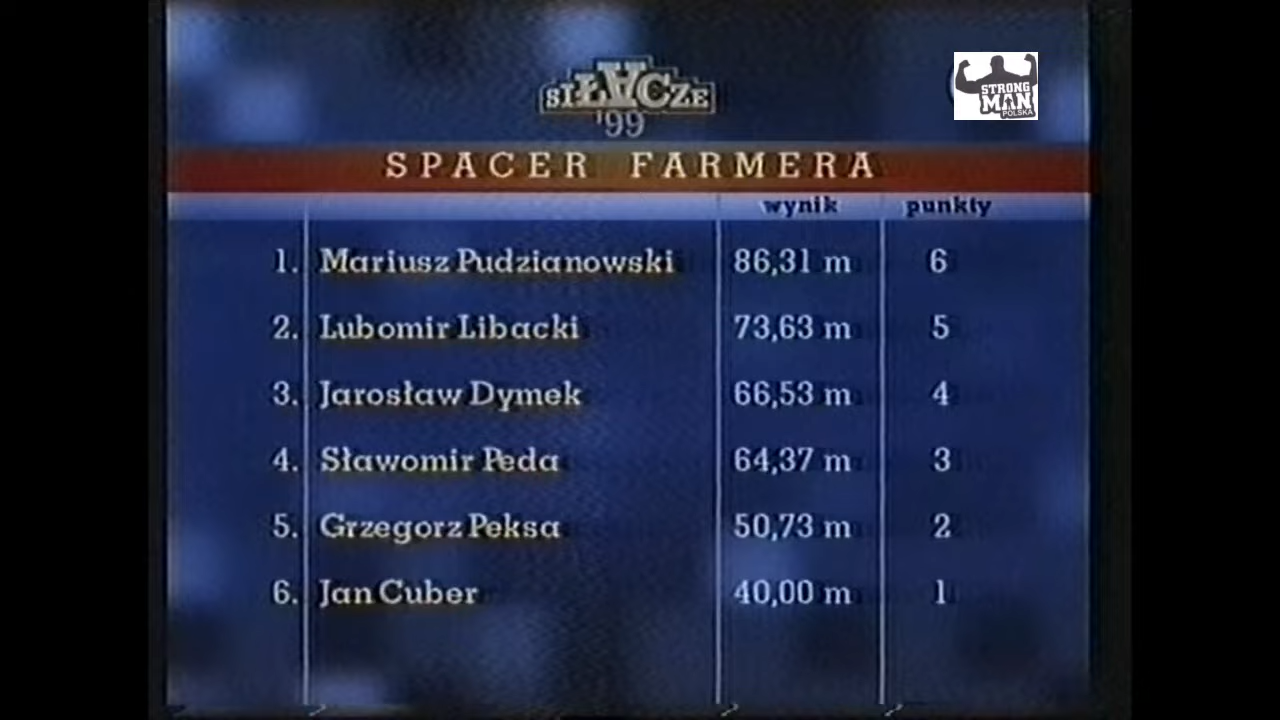 SIŁACZE
'99
STRONG
MAN
POLSKA
SPACER FARMERA
wynik punkty
1. Mariusz Pudzianowski 86,31 m 6
2. Lubomir Libacki 73,63 m 5
3. Jarosław Dymek 66,53 m 4
4. Sławomir Peda 64,37 m 3
5. Grzegorz Peksa 50,73 m 2
6. Jan Cuber 40,00 m 1